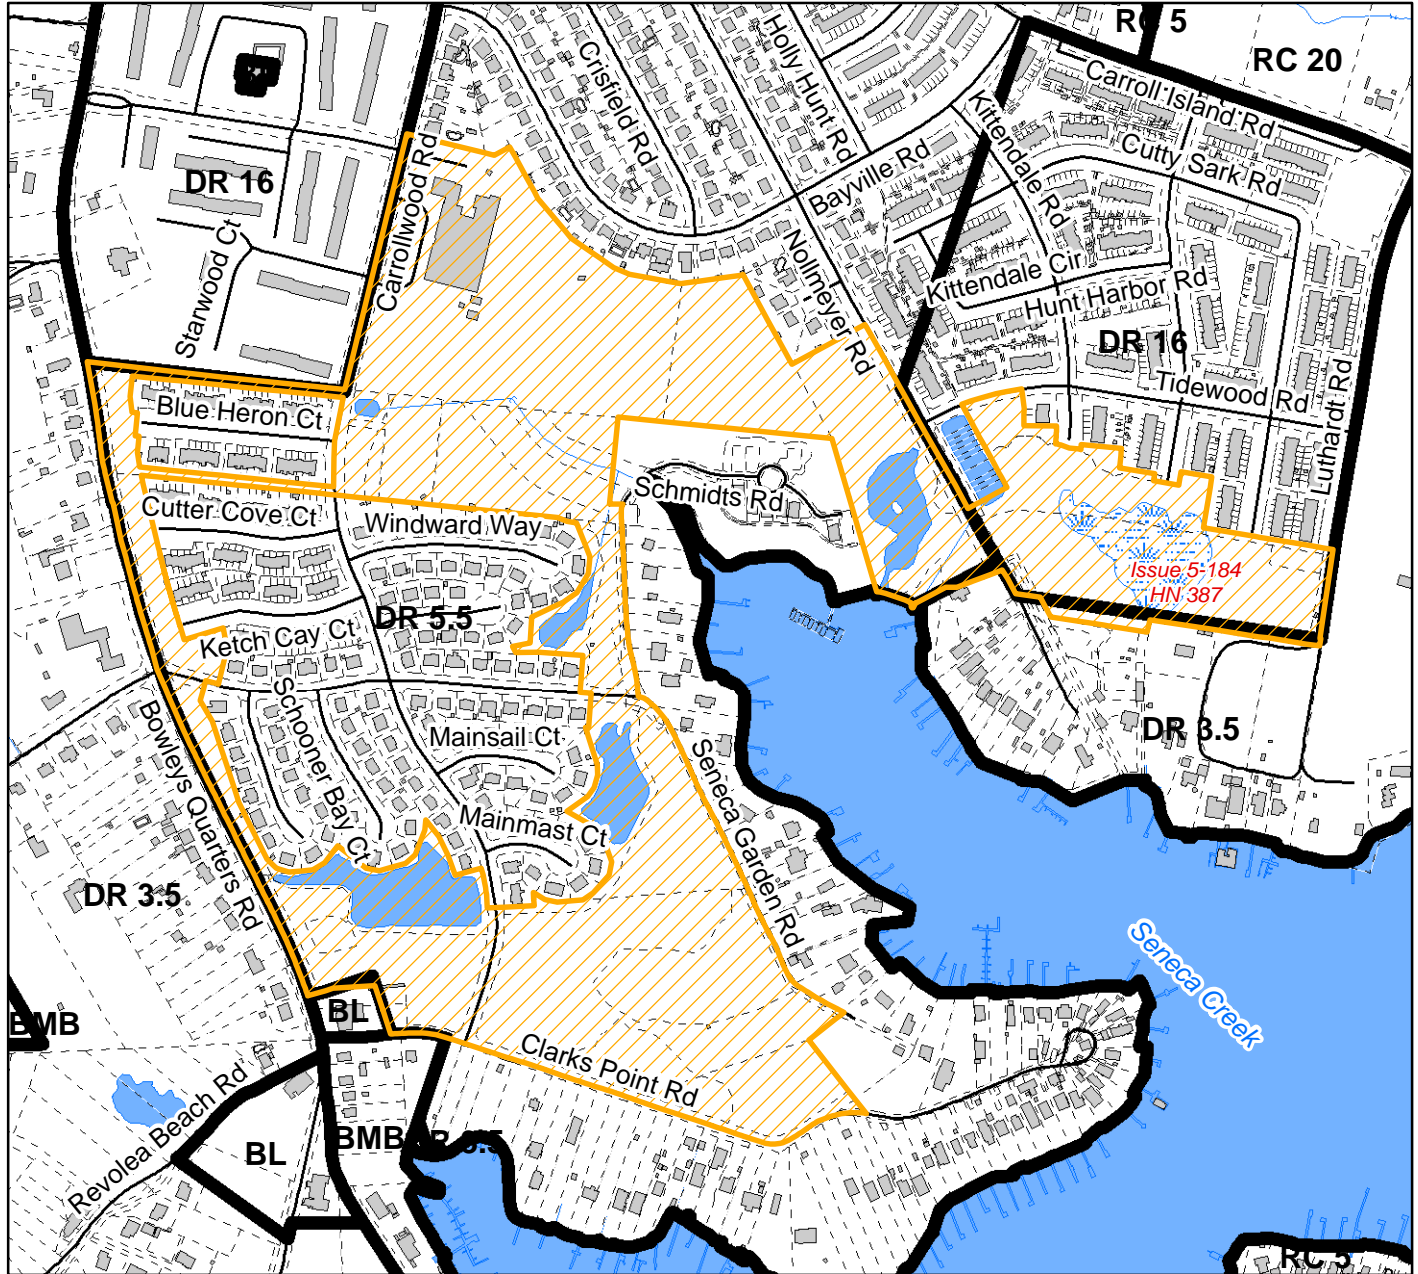 RC 5
RC 20
Holly Hunt Rd
Crisfield Rd
Carroll Island Rd
Kittendale Rd
Cutty Sark Rd
Bayville Rd
DR 16
Carrollwood Rd
Starwood Ct
Nollmeyer Rd
Kittendale Cir
Hunt Harbor Rd
DR 16
Tidewood Rd
Luthardt Rd
Blue Heron Ct
Schmidts Rd
Cutter Cove Ct
Windward Way
Issue 5-184
HN 387
DR 5.5
Ketch Cay Ct
Schooner Bay Ct
Bowleys Quarters Rd
Mainsail Ct
Seneca Garden Rd
DR 3.5
Mainmast Ct
DR 3.5
Seneca Creek
BL
BMB
Clarks Point Rd
Revolea Beach Rd
BMB
BL
RC 5